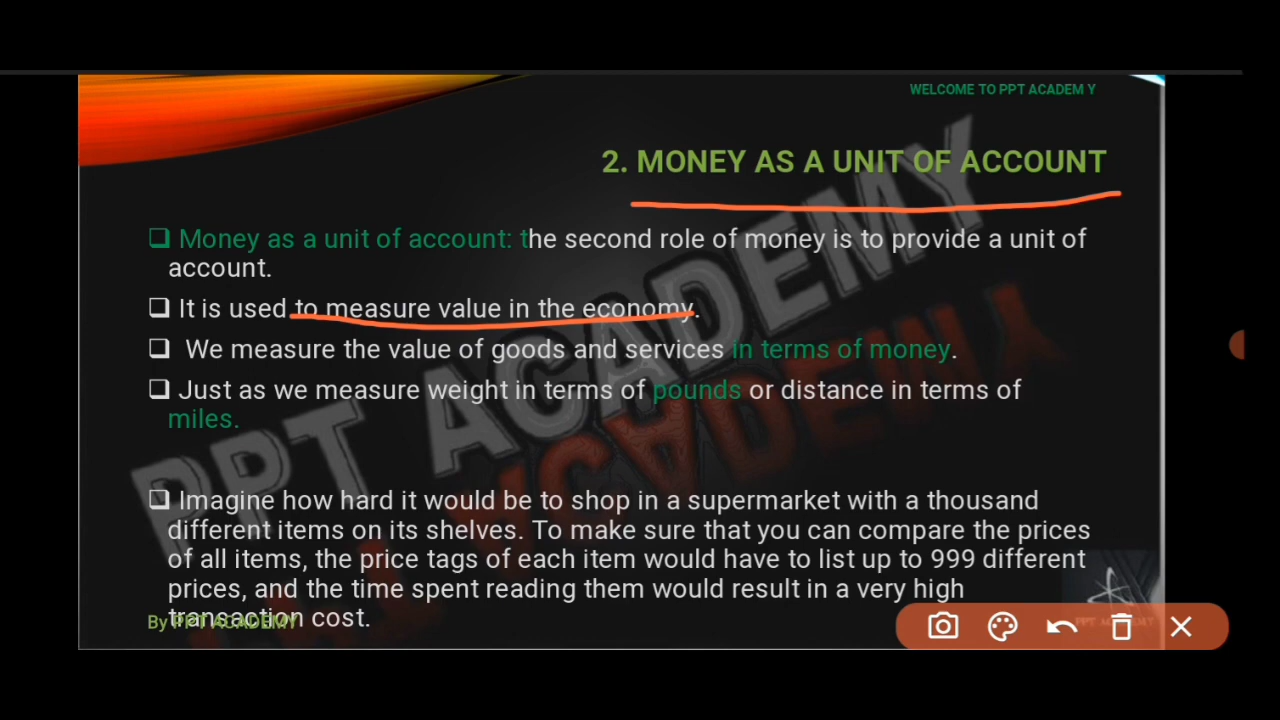 WELCOME TO PPT ACADEM Y
2. MONEY AS A UNIT OF ACCOUNT
❑ Money as a unit of account: the second role of money is to provide a unit of
account.
❑ It is used to measure value in the economy.
❑ We measure the value of goods and services in terms of money.
❑ Just as we measure weight in terms of pounds or distance in terms of
miles.
❑ Imagine how hard it would be to shop in a supermarket with a thousand
different items on its shelves. To make sure that you can compare the prices
of all items, the price tags of each item would have to list up to 999 different
prices, and the time spent reading them would result in a very high
transaction cost.
By PPT ACADEMY
PPT ACADEMY